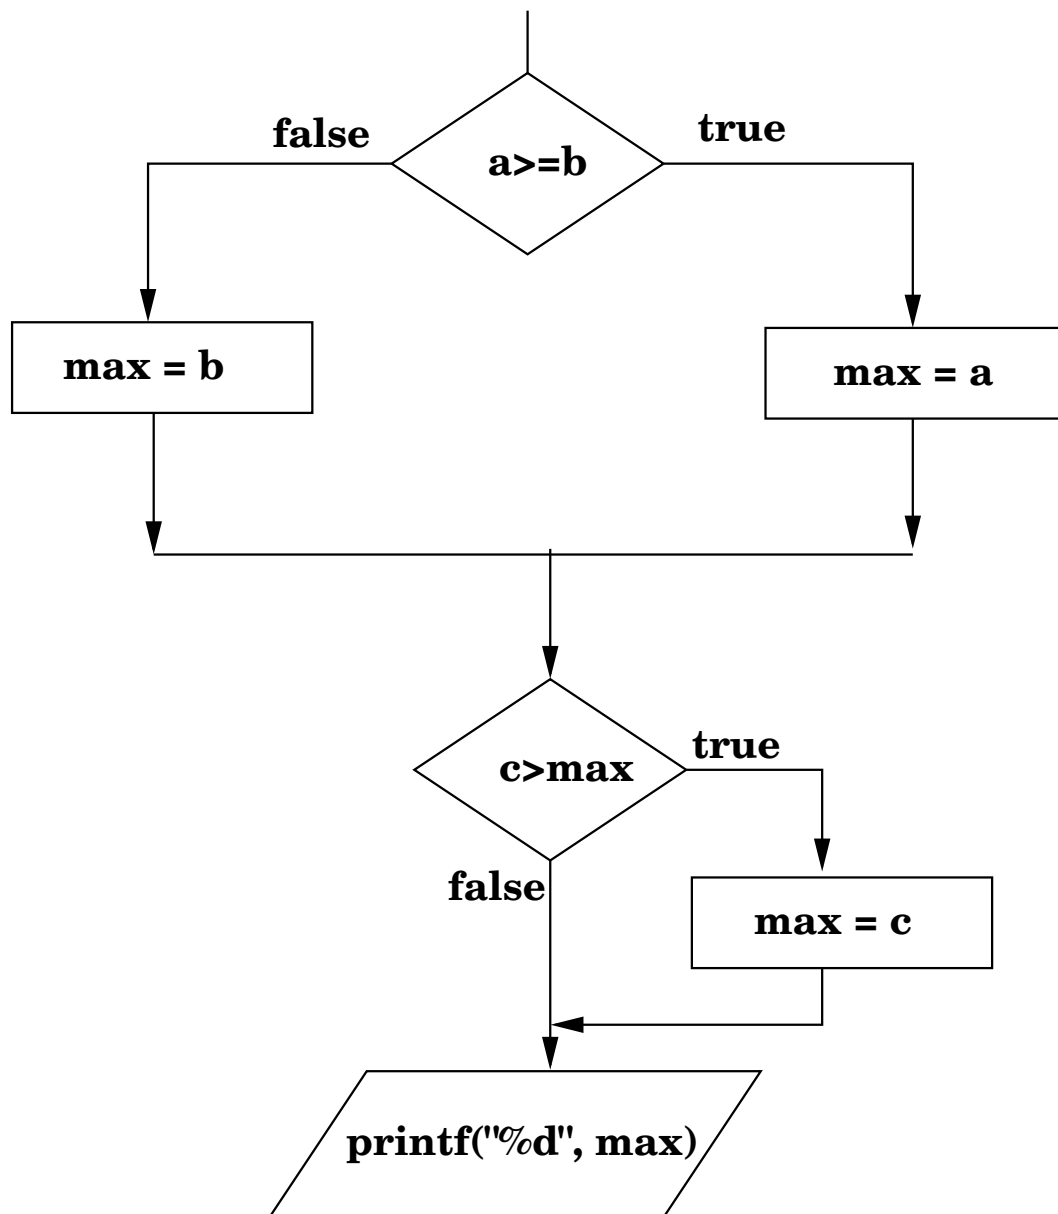 false
true
a>=b
max = b
max = a
true
c>max
false
max = c
printf("%d", max)